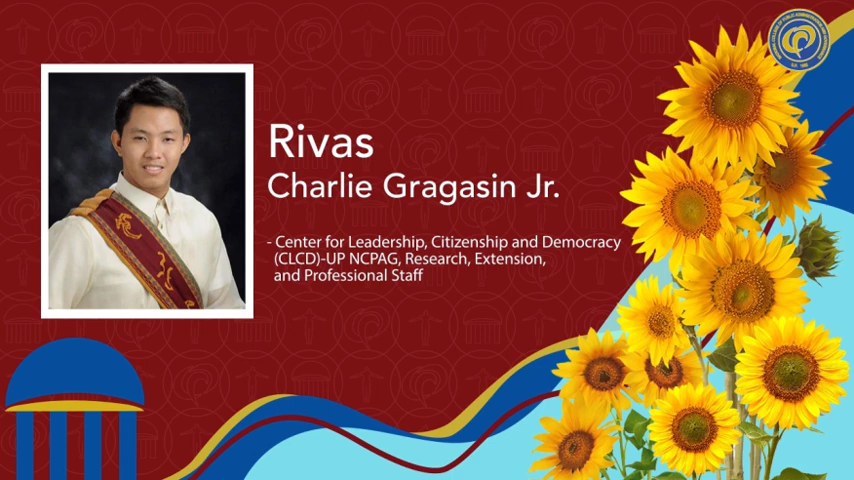 Rivas
Charlie Gragasin Jr.
- Center for Leadership, Citizenship and Democracy
(CLCD)-UP NCPAG, Research, Extension,
and Professional Staff